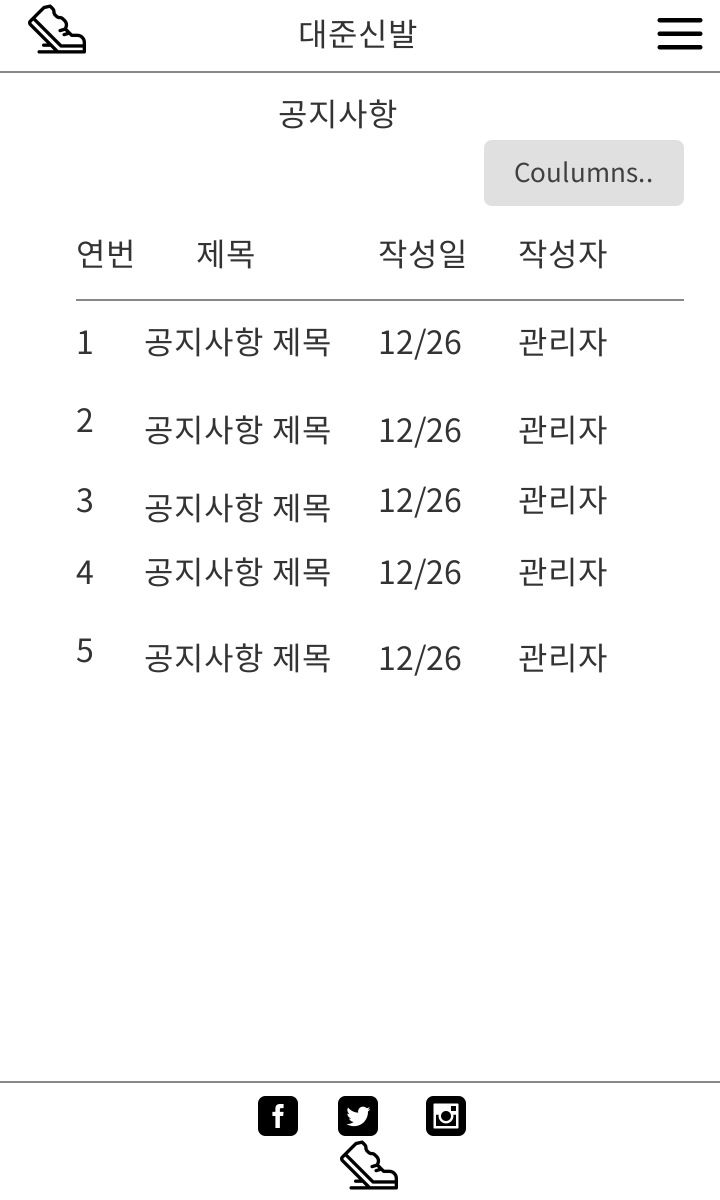 대준신발
공지사항
Coulumns..
연번 제목 작성일 작성자
1 공지사항 제목 12/26 관리자
2 공지사항 제목 12/26 관리자
3 공지사항 제목 12/26 관리자
4 공지사항 제목 12/26 관리자
5 공지사항 제목 12/26 관리자